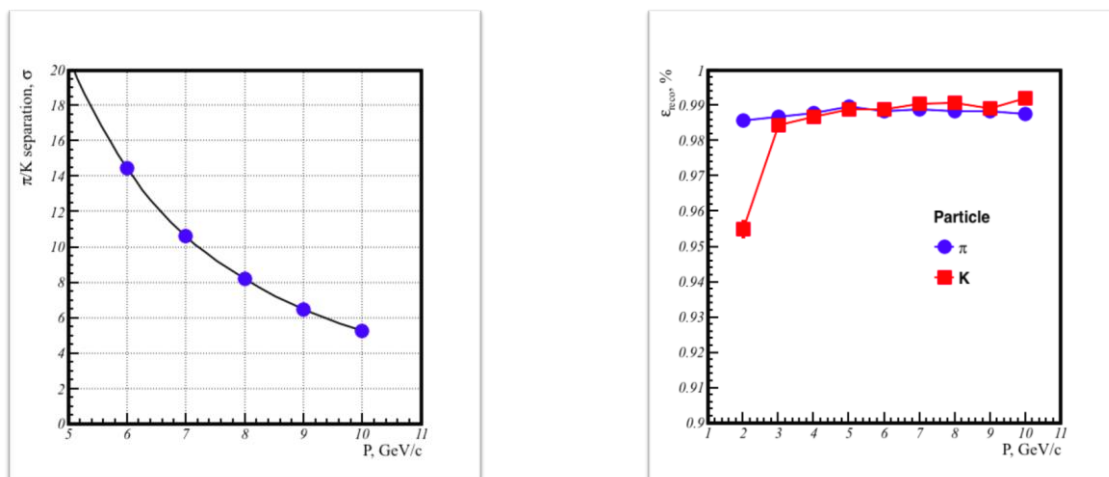 π/K separation, σ
20
18
16
14
12
10
8
6
4
2
0
5 6 7 8 9 10 11
P, GeV/c
ε_reco, %
1
0.99
0.98
0.97
0.96
0.95
0.94
0.93
0.92
0.91
0.9
Particle
π
K
1 2 3 4 5 6 7 8 9 10 11
P, GeV/c